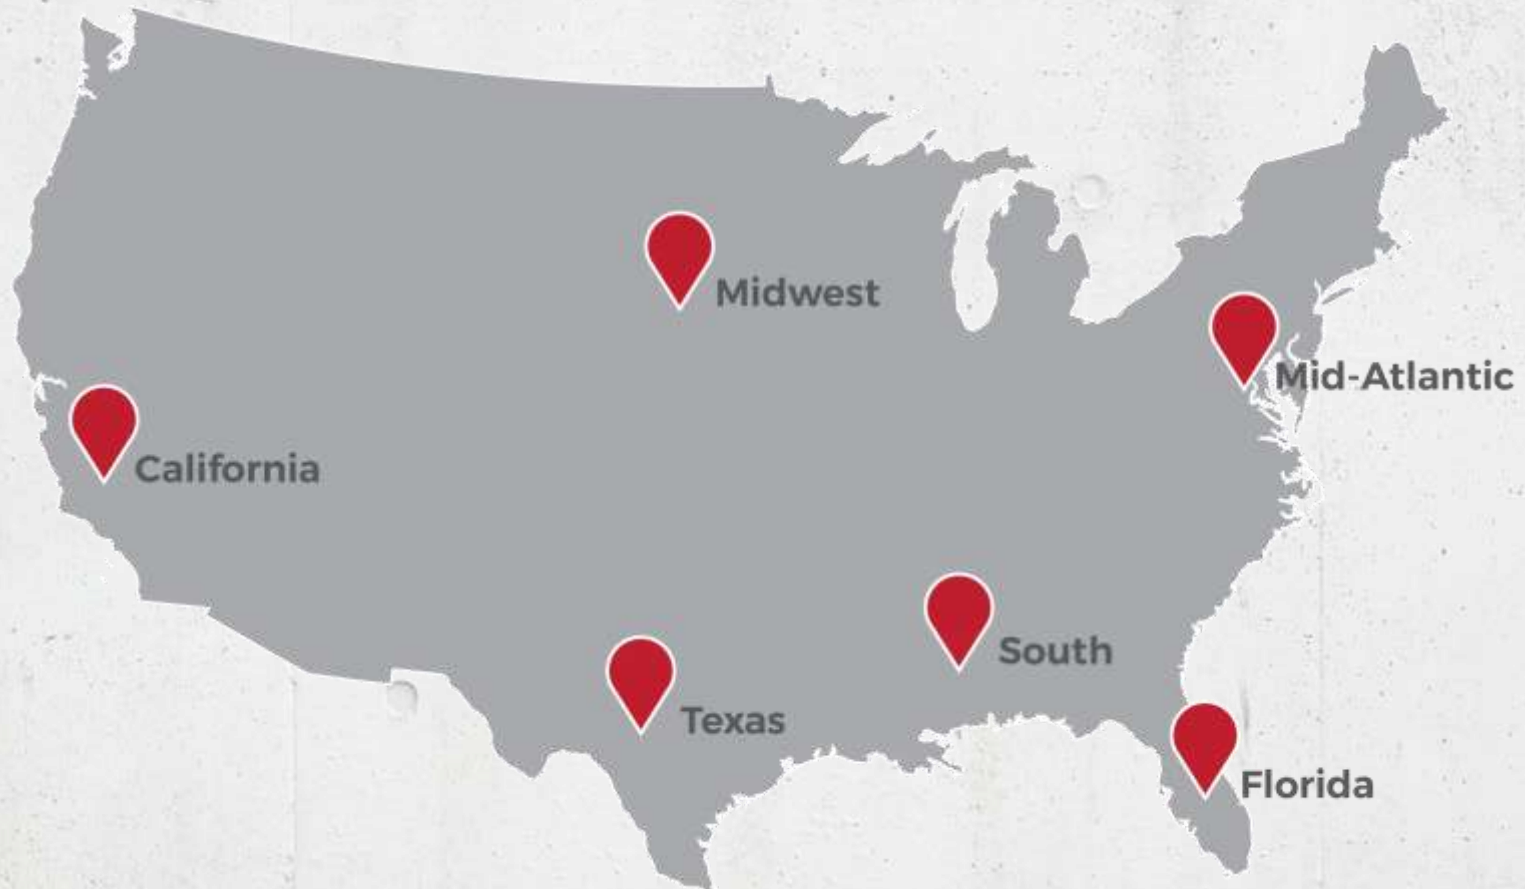 Midwest
Mid-Atlantic
California
South
Texas
Florida